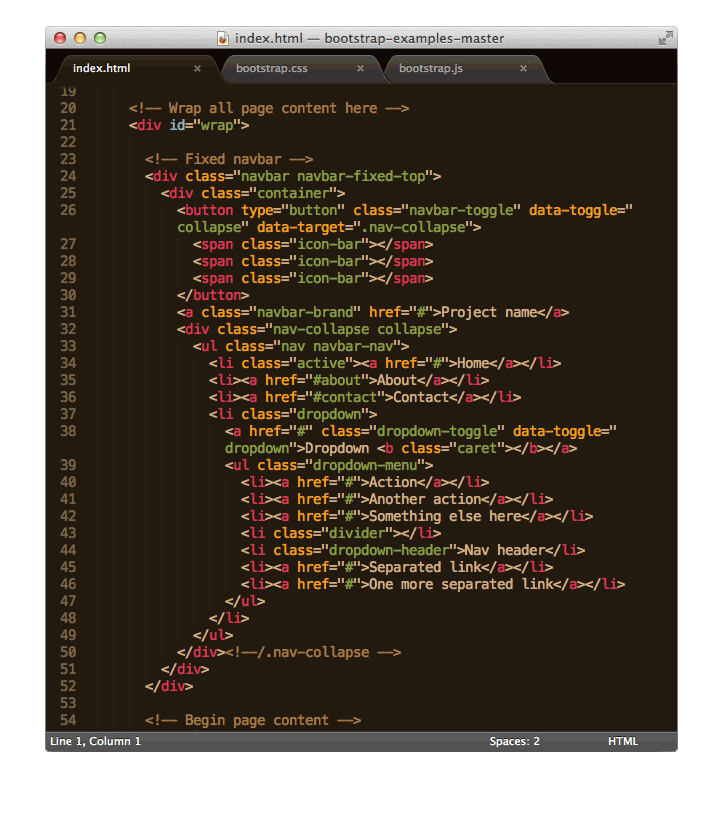 index.html — bootstrap-examples-master
index.html × bootstrap.css × bootstrap.js ×
19
20 <!-- Wrap all page content here -->
21 <div id="wrap">
22
23 <!-- Fixed navbar -->
24 <div class="navbar navbar-fixed-top">
25 <div class="container">
26 <button type="button" class="navbar-toggle" data-toggle="
collapse" data-target=".nav-collapse">
27 <span class="icon-bar"></span>
28 <span class="icon-bar"></span>
29 <span class="icon-bar"></span>
30 </button>
31 <a class="navbar-brand" href="#">Project name</a>
32 <div class="nav-collapse collapse">
33 <ul class="nav navbar-nav">
34 <li class="active"><a href="#">Home</a></li>
35 <li><a href="#about">About</a></li>
36 <li><a href="#contact">Contact</a></li>
37 <li class="dropdown">
38 <a href="#" class="dropdown-toggle" data-toggle="
dropdown">Dropdown <b class="caret"></b></a>
39 <ul class="dropdown-menu">
40 <li><a href="#">Action</a></li>
41 <li><a href="#">Another action</a></li>
42 <li><a href="#">Something else here</a></li>
43 <li class="divider"></li>
44 <li class="dropdown-header">Nav header</li>
45 <li><a href="#">Separated link</a></li>
46 <li><a href="#">One more separated link</a></li>
47 </ul>
48 </li>
49 </ul>
50 </div><!--/.nav-collapse -->
51 </div>
52 </div>
53
54 <!-- Begin page content -->
Line 1, Column 1 Spaces: 2 HTML